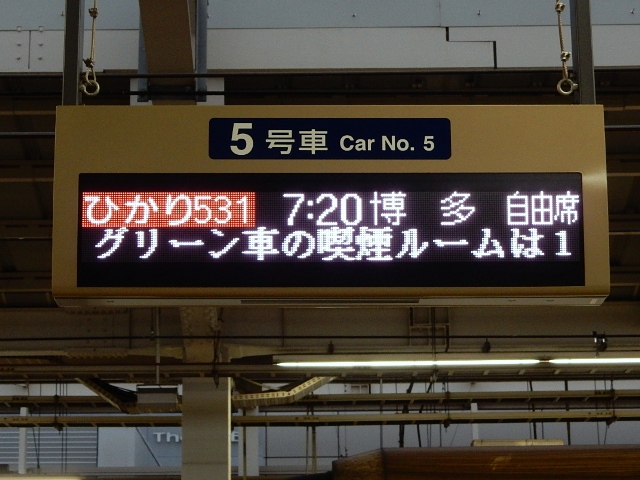 5号車 Car No. 5
ひかり531 7:20 博多 自由席
グリーン車の喫煙ルームは1